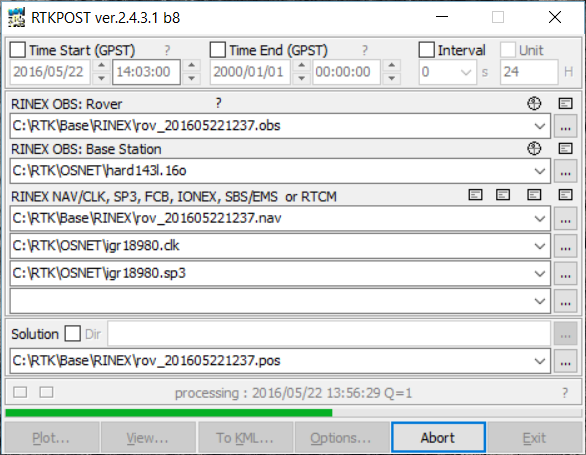 RTKPOST ver.2.4.3.1 b8
Time Start (GPST) ? Time End (GPST) Interval Unit
2016/05/22 14:03:00 2000/01/01 00:00:00 0 s 24 H
RINEX OBS: Rover ?
C:\RTK\Base\RINEX\rov_201605221237.obs ...
RINEX OBS: Base Station
C:\RTK\OSNET\hard143l.16o ...
RINEX NAV/CLK, SP3, FCB, IONEX, SBS/EMS or RTCM
C:\RTK\Base\RINEX\rov_201605221237.nav ...
C:\RTK\OSNET\igr18980.clk ...
C:\RTK\OSNET\igr18980.sp3 ...
...
Solution Dir ...
C:\RTK\Base\RINEX\rov_201605221237.pos ...
processing : 2016/05/22 13:56:29 Q=1 ?
Plot... View... To KML... Options... Abort Exit